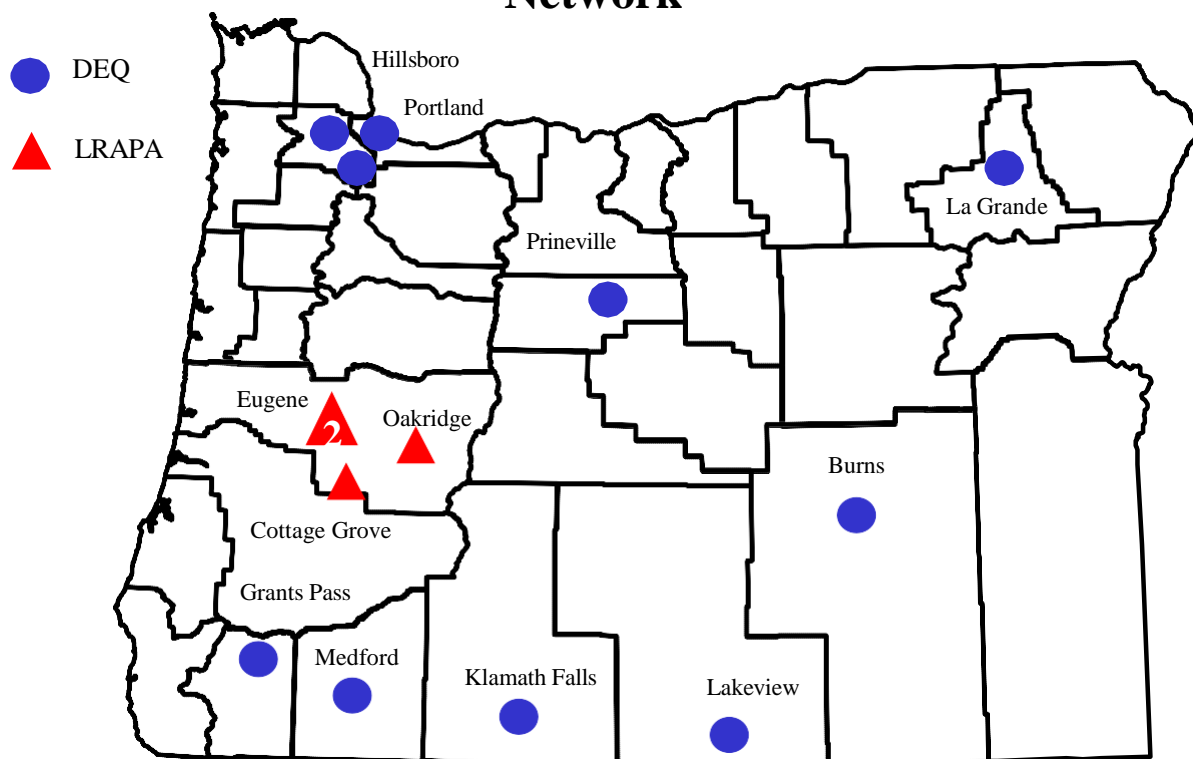 Network
Hillsboro
DEQ
Portland
LRAPA
La Grande
Prineville
Eugene
Oakridge
2
Burns
Cottage Grove
Grants Pass
Medford
Klamath Falls
Lakeview